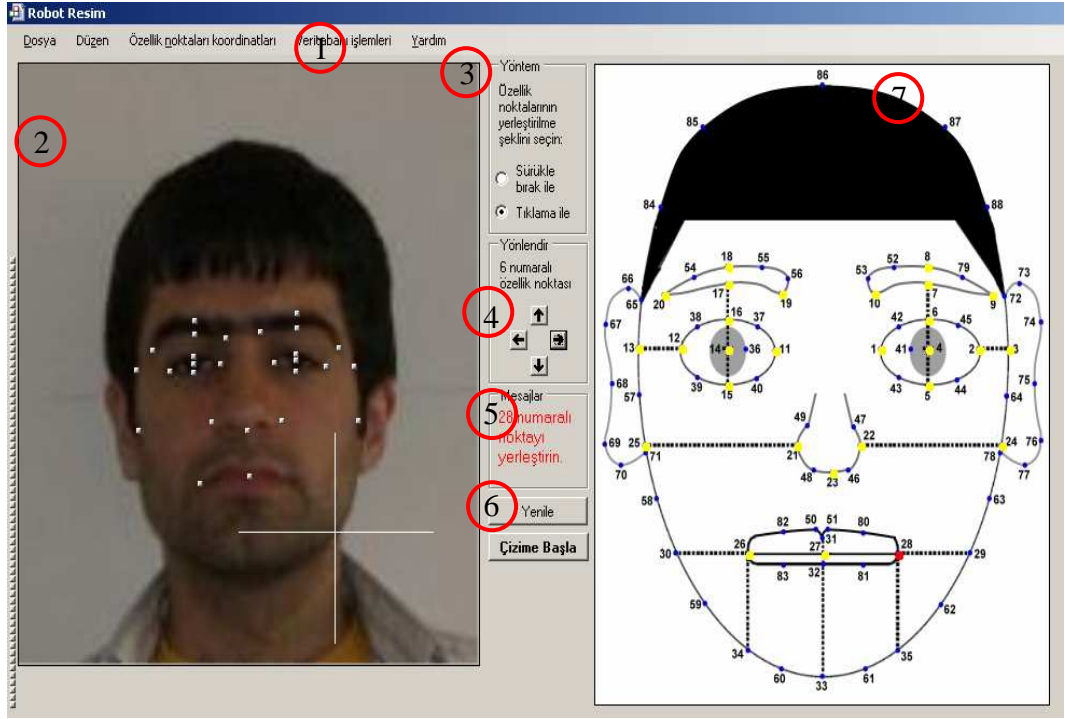 Robot Resim
Dosya Düzen Özellik noktaları koordinatları Veritabanı işlemleri Yardım
1
2
3
Yöntem
Özellik
noktalarının
yerleştirilme
şeklini seçin:
Sürükle
bırak ile
Tıklama ile
Yönlendir
6 numaralı
özellik noktası
4
Mesajlar
5
28 numaralı
noktayı
yerleştirin.
6
Yenile
Çizime Başla
7
86
85 87
84 88
18 55 8
54 56 53 52 79
66 73
20 17 19 10 7 9
65 72
67 38 16 37 42 6 45 74
13 12 14 36 11 1 41 4 2 3
68 39 15 40 43 5 44 75
57 64
49 47
69 25 21 22 24 76
71 78
70 48 23 46 77
58 63
82 50 51 80
31
30 26 27 28 29
83 32 81
59 62
34 35
60 33 61